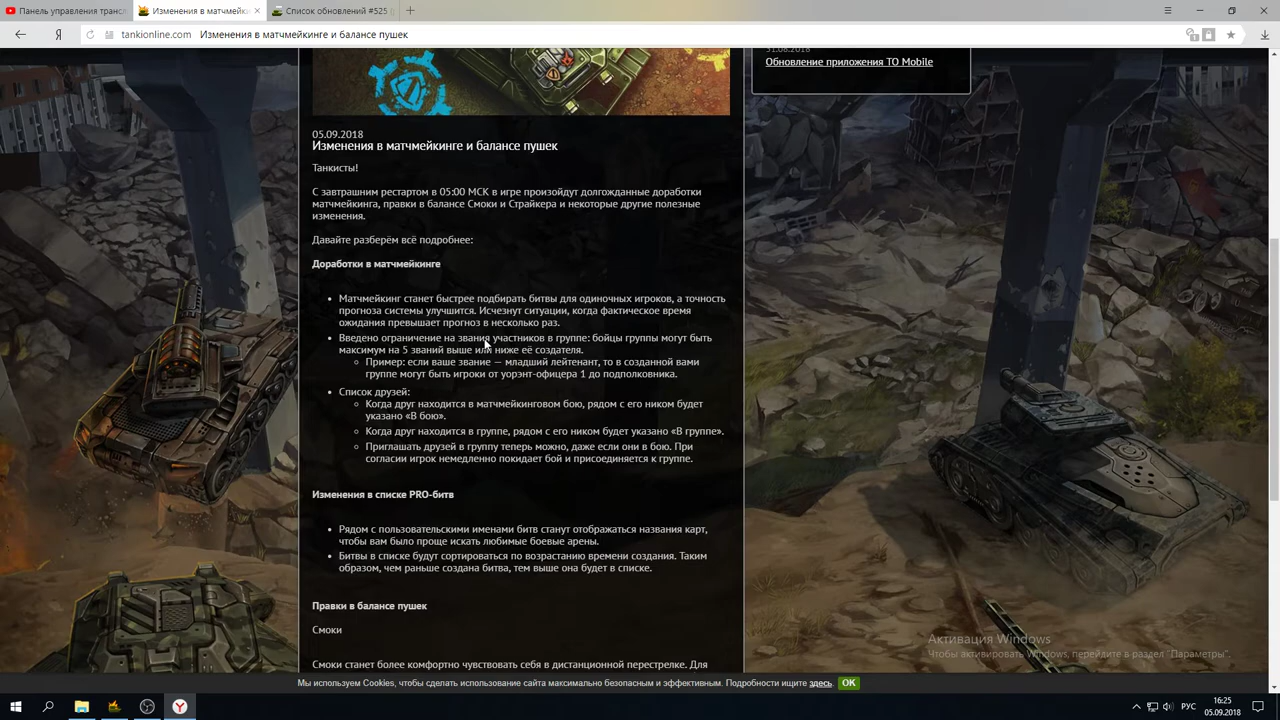 Панель управления трансл
Изменения в матчмейки
Список обновлений #525
tankionline.com Изменения в матчмейкинге и балансе пушек
31.08.2018
Обновление приложения ТО Mobile
05.09.2018
Изменения в матчмейкинге и балансе пушек
Танкисты!
С завтрашним рестартом в 05:00 МСК в игре произойдут долгожданные доработки
матчмейкинга, правки в балансе Смоки и Страйкера и некоторые другие полезные
изменения.
Давайте разберём всё подробнее:
Доработки в матчмейкинге
Матчмейкинг станет быстрее подбирать битвы для одиночных игроков, а точность
прогноза системы улучшится. Исчезнут ситуации, когда фактическое время
ожидания превышает прогноз в несколько раз.
Введено ограничение на звания участников в группе: бойцы группы могут быть
максимум на 5 званий выше или ниже её создателя.
Пример: если ваше звание — младший лейтенант, то в созданной вами
группе могут быть игроки от уорэнт-офицера 1 до подполковника.
Список друзей:
Когда друг находится в матчмейкинговом бою, рядом с его ником будет
указано «В бою».
Когда друг находится в группе, рядом с его ником будет указано «В группе».
Приглашать друзей в группу теперь можно, даже если они в бою. При
согласии игрок немедленно покидает бой и присоединяется к группе.
Изменения в списке PRO-битв
Рядом с пользовательскими именами битв станут отображаться названия карт,
чтобы вам было проще искать любимые боевые арены.
Битвы в списке будут сортироваться по возрастанию времени создания. Таким
образом, чем раньше создана битва, тем выше она будет в списке.
Правки в балансе пушек
Смоки
Смоки станет более комфортно чувствовать себя в дистанционной перестрелке. Для
Активация Windows
Чтобы активировать Windows, перейдите в раздел "Параметры".
Мы используем Cookies, чтобы сделать использование сайта максимально безопасным и эффективным. Подробности ищите здесь. OK
РУС
16:25
05.09.2018